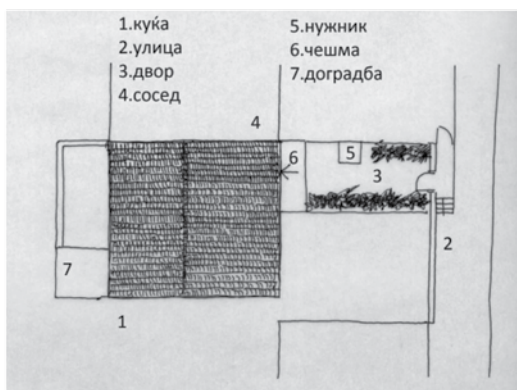 1.куќа
2.улица
3.двор
4.сосед
5.нужник
6.чешма
7.доградба
4
6
5
3
2
7
1